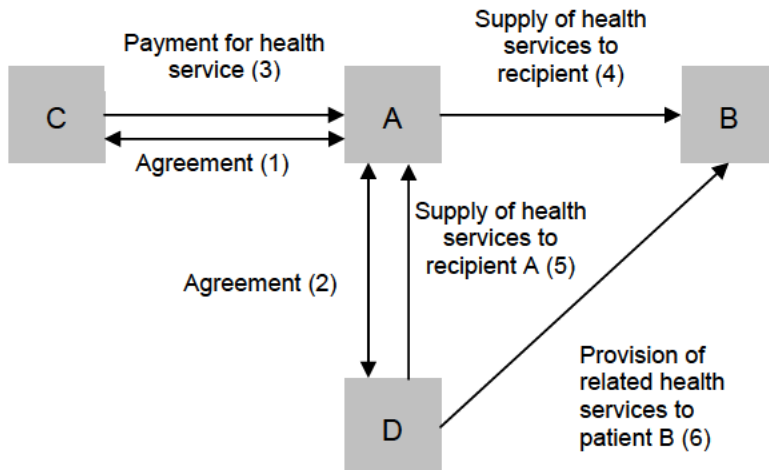 Payment for health
service (3)
Supply of health
services to
recipient (4)
C
A
B
Agreement (1)
Supply of health
services to
recipient A (5)
Agreement (2)
Provision of
related health
services to
patient B (6)
D